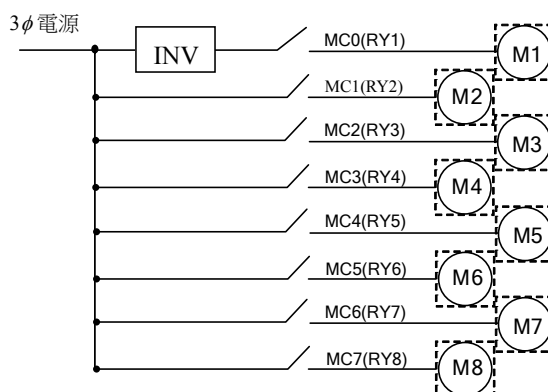 3φ電源
INV
MC0(RY1)
M1
MC1(RY2)
M2
MC2(RY3)
M3
MC3(RY4)
M4
MC4(RY5)
M5
MC5(RY6)
M6
MC6(RY7)
M7
MC7(RY8)
M8